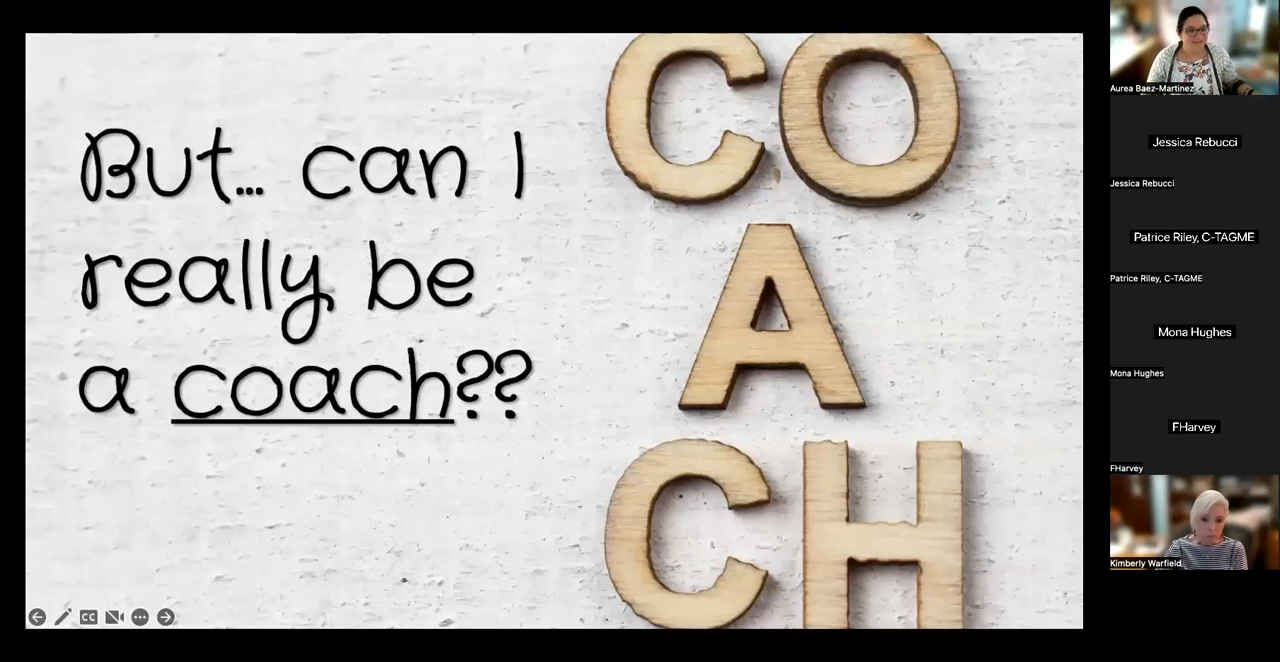 But... can I
really be
a coach??
CO
A
CH
CC
Aurea Baez-Martinez
Jessica Rebucci
Jessica Rebucci
Patrice Riley, C-TAGME
Patrice Riley, C-TAGME
Mona Hughes
Mona Hughes
FHarvey
FHarvey
Kimberly Warfield